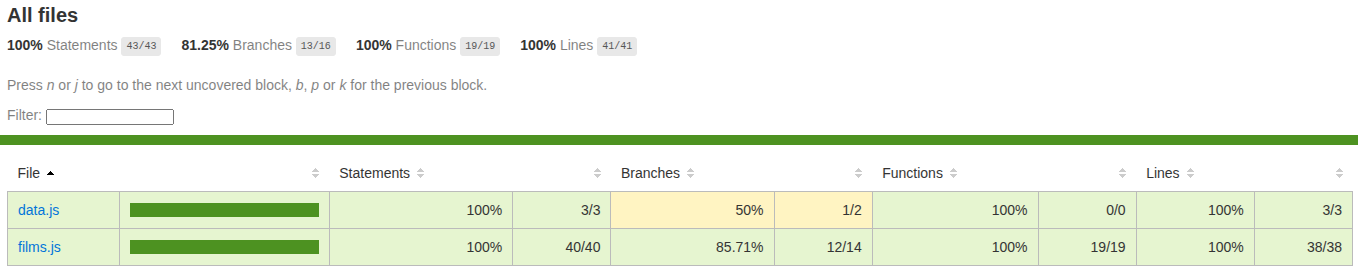 All files
100% Statements 43/43 81.25% Branches 13/16 100% Functions 19/19 100% Lines 41/41
Press n or j to go to the next uncovered block, b, p or k for the previous block.
Filter:
File Statements Branches Functions Lines
data.js 100% 3/3 50% 1/2 100% 0/0 100% 3/3
films.js 100% 40/40 85.71% 12/14 100% 19/19 100% 38/38